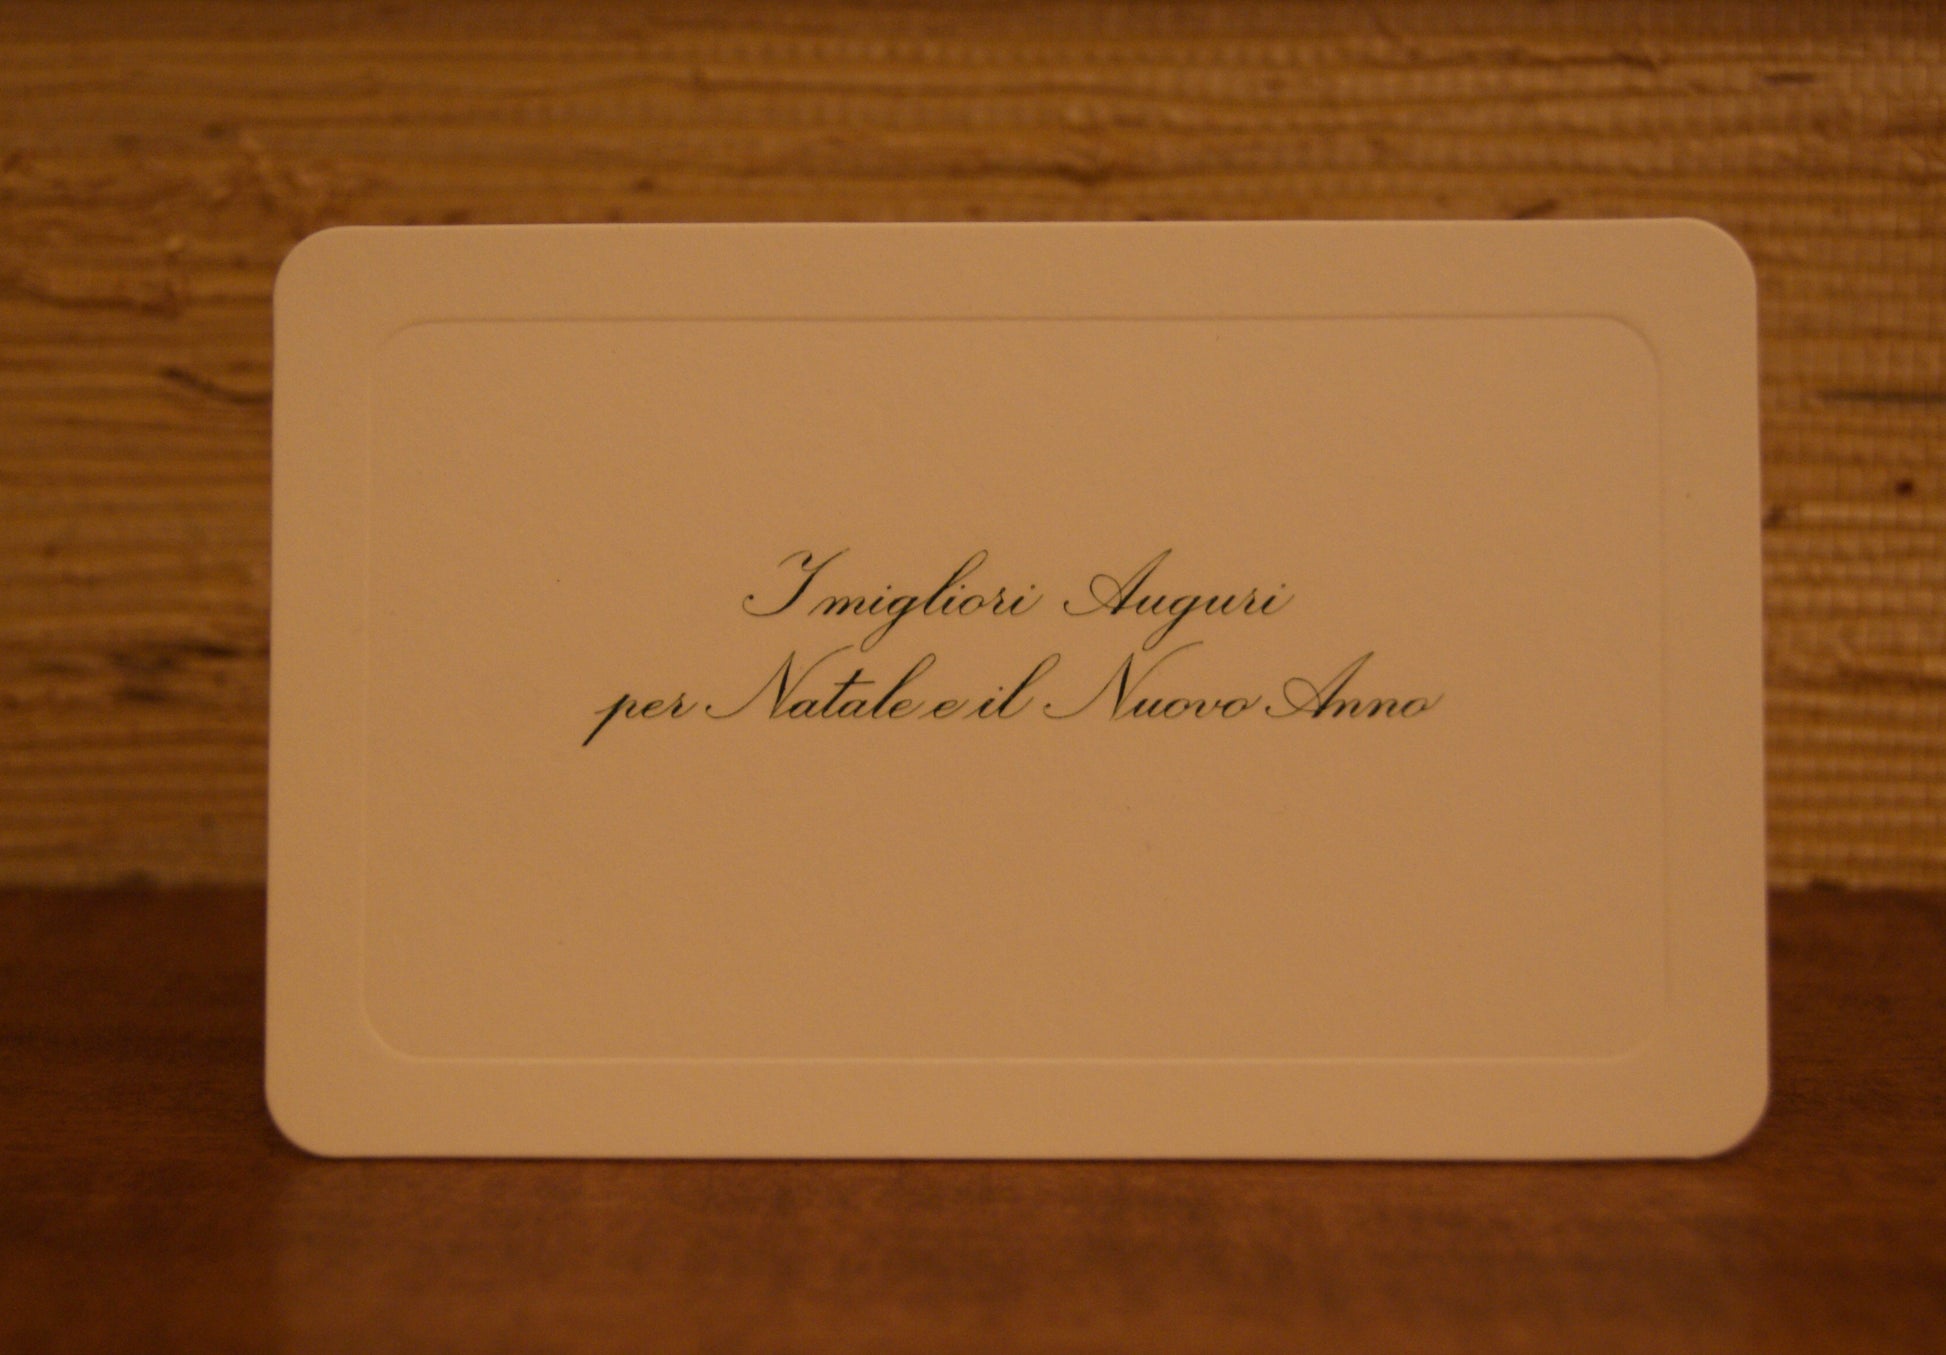 I migliori Auguri
per Natale e il Nuovo Anno